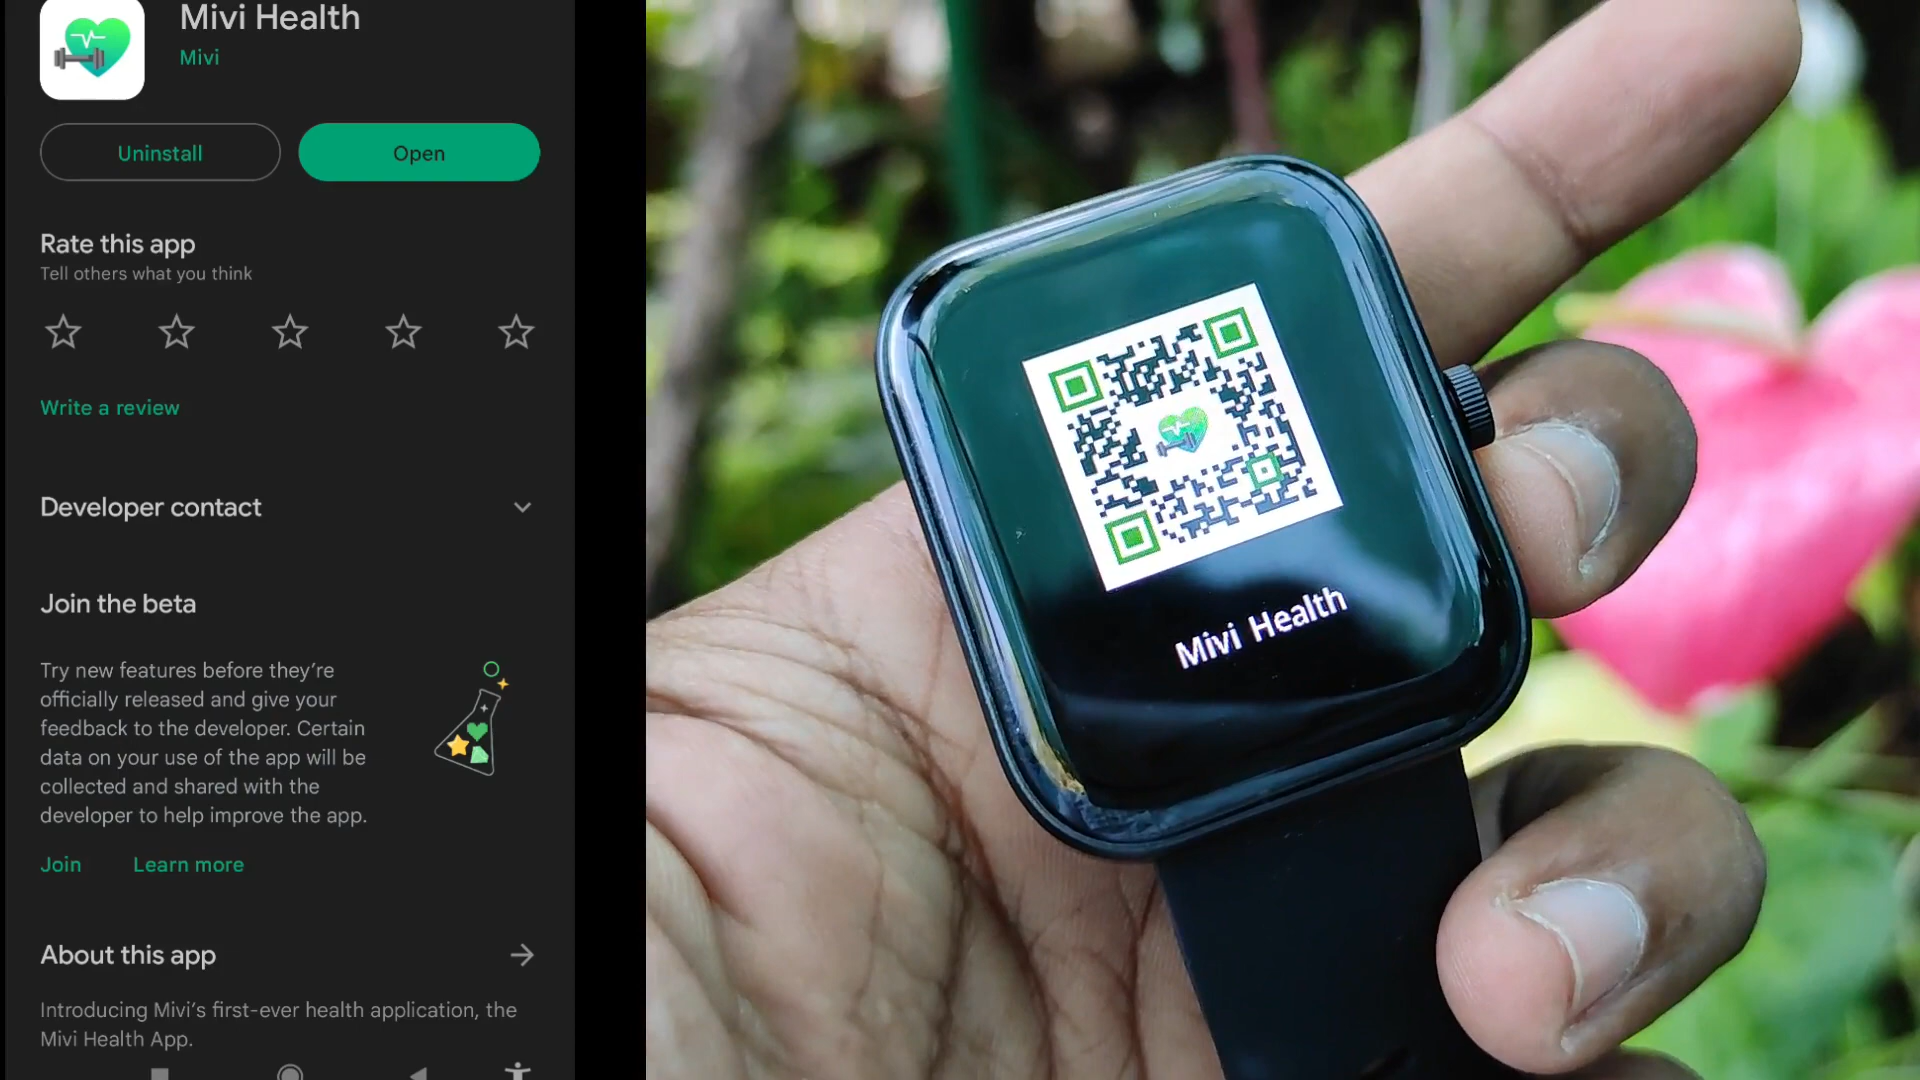 Mivi Health
Mivi
Uninstall
Open
Rate this app
Tell others what you think
Write a review
Developer contact
Join the beta
Try new features before they're
officially released and give your
feedback to the developer. Certain
data on your use of the app will be
collected and shared with the
developer to help improve the app.
Join
Learn more
About this app
Introducing Mivi's first-ever health application, the
Mivi Health App.
Mivi Health